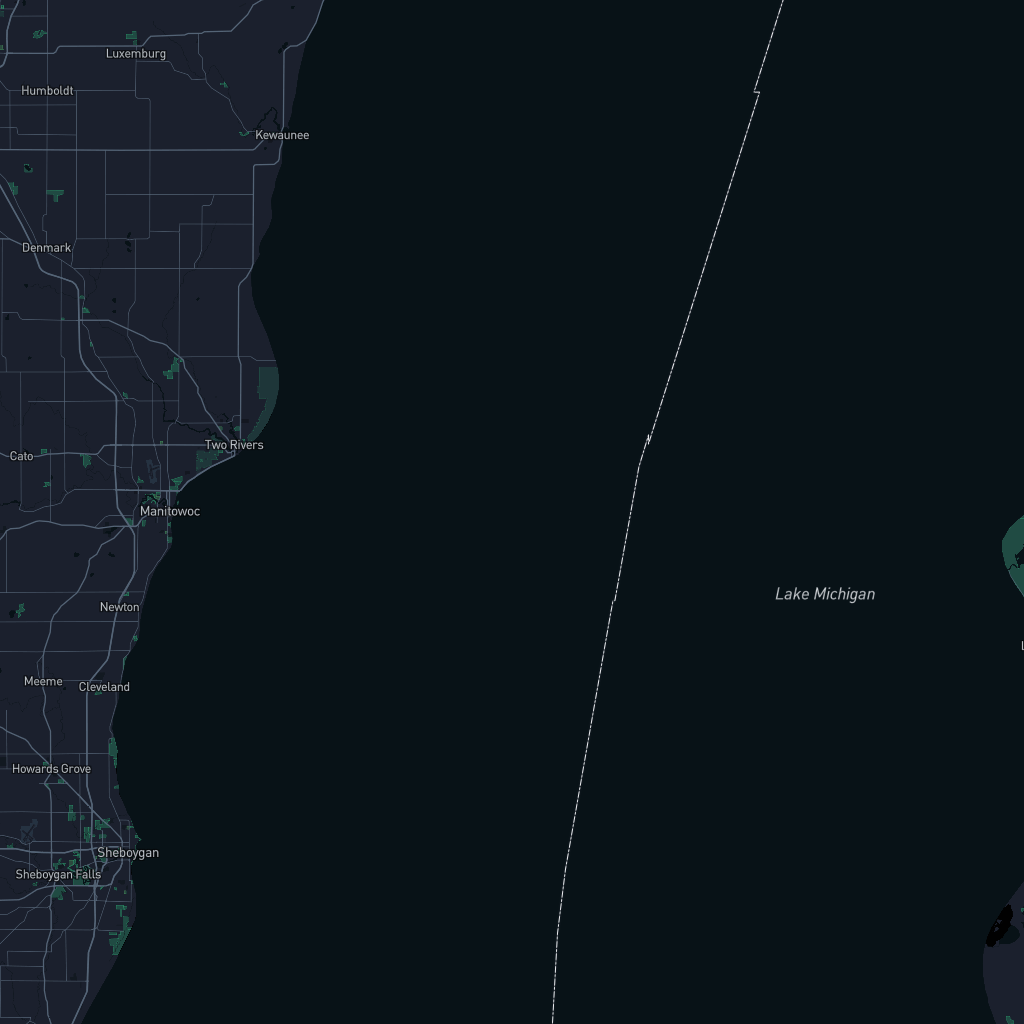 Luxemburg
Humboldt
Kewaunee
Denmark
Two Rivers
Cato
Manitowoc
Lake Michigan
Newton
Meeme
Cleveland
Howards Grove
Sheboygan
Sheboygan Falls